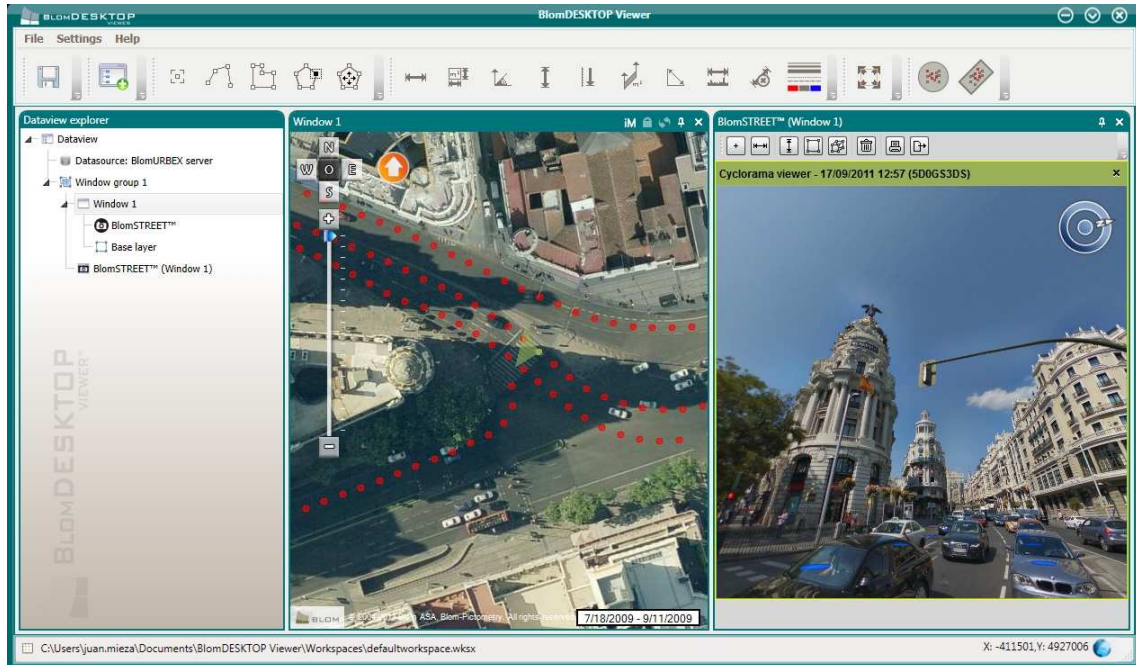 BLOMDESKTOP
VIEWER
BlomDESKTOP Viewer
File Settings Help
Dataview explorer
Dataview
Datasource: BlomURBEX server
Window group 1
Window 1
BlomSTREET™
Base layer
BlomSTREET™ (Window 1)
BLOMDESKTOP
VIEWER
Window 1
iM
N
W O E
S
BLOM
ASA, Blom-Pictometry. All rights
7/18/2009 - 9/11/2009
BlomSTREET™ (Window 1)
Cyclorama viewer - 17/09/2011 12:57 (5D0GS3DS)
C:\Users\juan.mieza\Documents\BlomDESKTOP Viewer\Workspaces\defaultworkspace.wksx
X: -411501,Y: 4927006